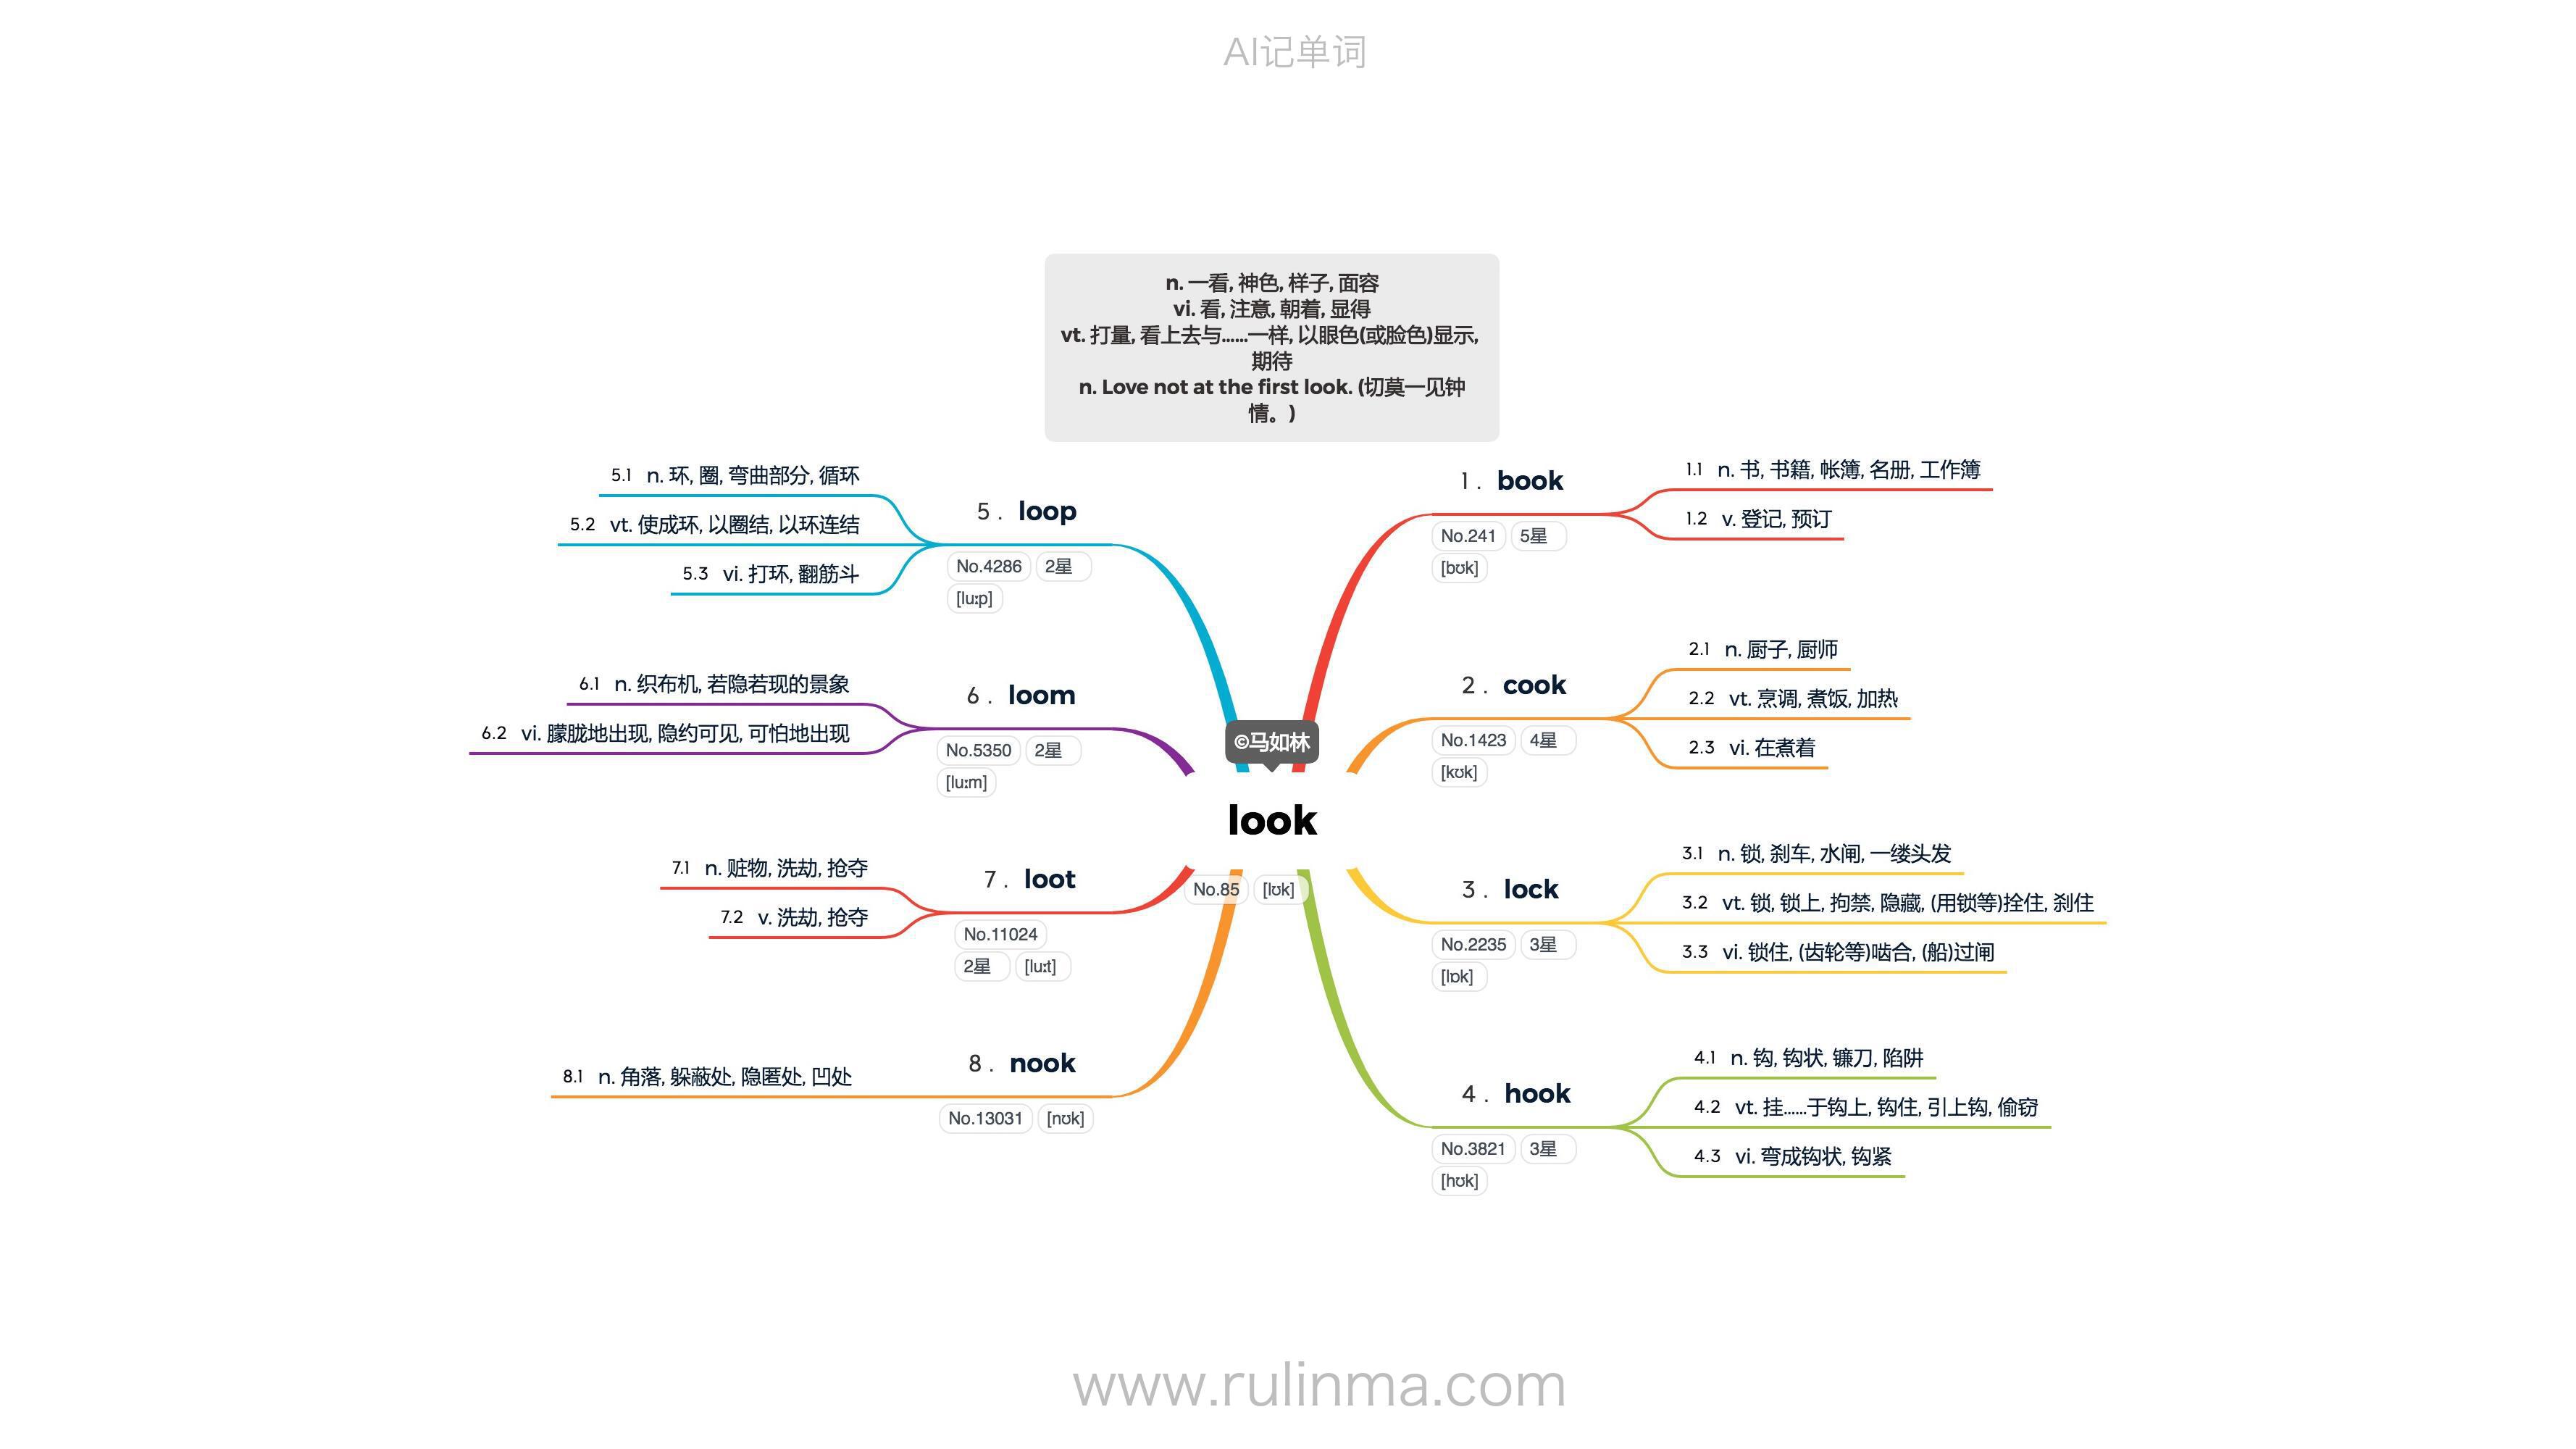 AI记单词
n. 一看, 神色, 样子, 面容
vi. 看, 注意, 朝着, 显得
vt. 打量, 看上去与......一样, 以眼色(或脸色)显示,
期待
n. Love not at the first look. (切莫一见钟
情。)
©马如林
look
No.85 [lʊk]
1. book
No.241 5星
[bʊk]
1.1 n. 书, 书籍, 帐簿, 名册, 工作簿
1.2 v. 登记, 预订
2. cook
No.1423 4星
[kʊk]
2.1 n. 厨子, 厨师
2.2 vt. 烹调, 煮饭, 加热
2.3 vi. 在煮着
3. lock
No.2235 3星
[lɒk]
3.1 n. 锁, 刹车, 水闸, 一缕头发
3.2 vt. 锁, 锁上, 拘禁, 隐藏, (用锁等)拴住, 刹住
3.3 vi. 锁住, (齿轮等)啮合, (船)过闸
4. hook
No.3821 3星
[hʊk]
4.1 n. 钩, 钩状, 镰刀, 陷阱
4.2 vt. 挂......于钩上, 钩住, 引上钩, 偷窃
4.3 vi. 弯成钩状, 钩紧
5. loop
No.4286 2星
[luːp]
5.1 n. 环, 圈, 弯曲部分, 循环
5.2 vt. 使成环, 以圈结, 以环连结
5.3 vi. 打环, 翻筋斗
6. loom
No.5350 2星
[luːm]
6.1 n. 织布机, 若隐若现的景象
6.2 vi. 朦胧地出现, 隐约可见, 可怕地出现
7. loot
No.11024
2星 [luːt]
7.1 n. 赃物, 洗劫, 抢夺
7.2 v. 洗劫, 抢夺
8. nook
No.13031 [nʊk]
8.1 n. 角落, 躲蔽处, 隐匿处, 凹处
www.rulinma.com